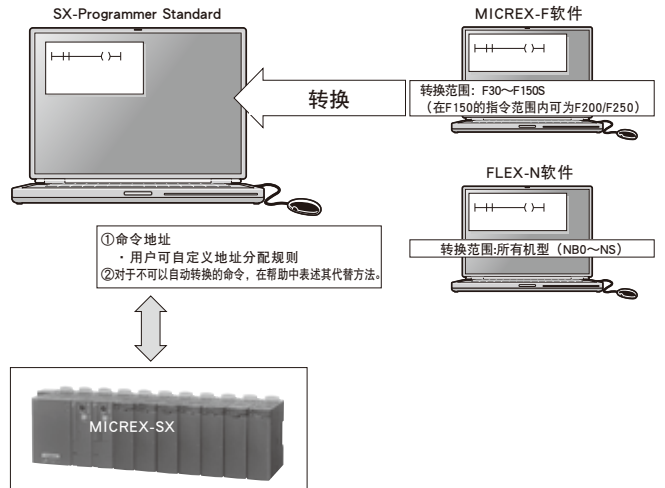 SX-Programmer Standard
MICREX-F软件
转换
转换范围：F30～F150S
（在F150的指令范围内可为F200/F250）
FLEX-N软件
转换范围:所有机型（NB0～NS）
①命令地址
・用户可自定义地址分配规则
②对于不可以自动转换的命令，在帮助中表述其代替方法。
MICREX-SX